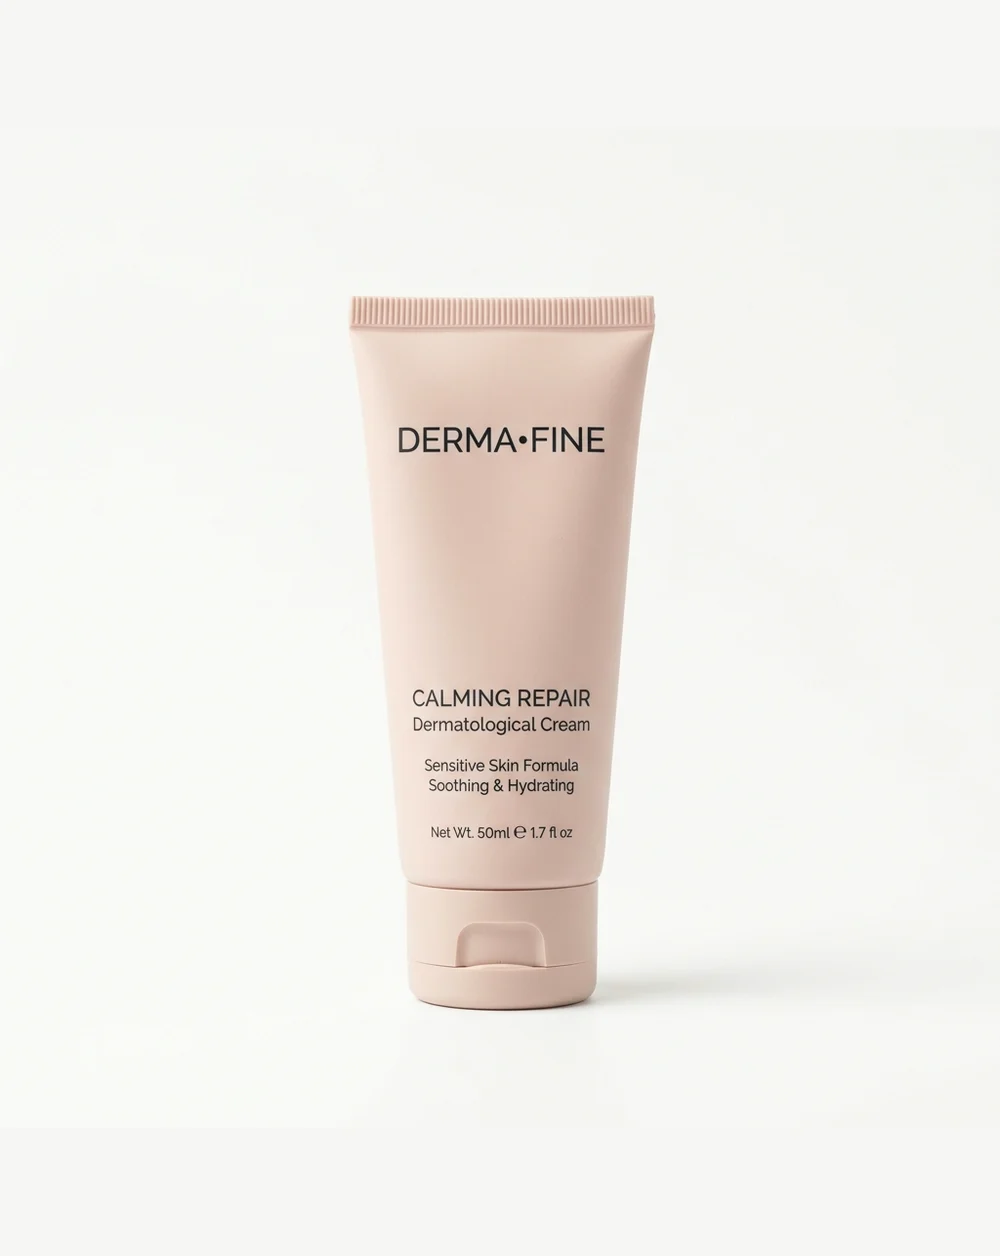 DERMA•FINE
CALMING REPAIR
Dermatological Cream
Sensitive Skin Formula
Soothing & Hydrating
Net Wt. 50ml ℮ 1.7 fl oz